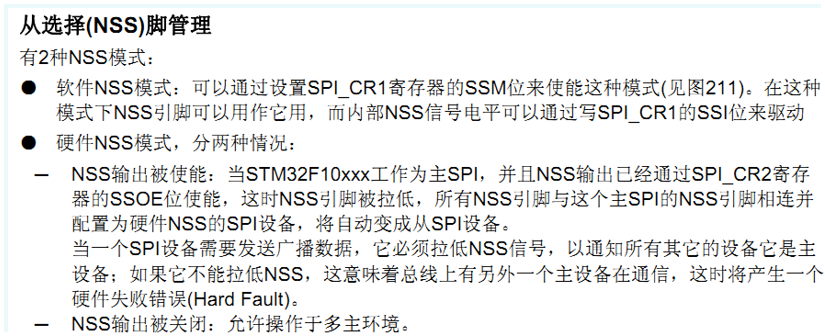 从选择(NSS)脚管理
有2种NSS模式：
● 软件NSS模式：可以通过设置SPI_CR1寄存器的SSM位来使能这种模式(见图211)。在这种
模式下NSS引脚可以用作它用，而内部NSS信号电平可以通过写SPI_CR1的SSI位来驱动
● 硬件NSS模式，分两种情况：
— NSS输出被使能：当STM32F10xxx工作为主SPI，并且NSS输出已经通过SPI_CR2寄存
器的SSOE位使能，这时NSS引脚被拉低，所有NSS引脚与这个主SPI的NSS引脚相连并
配置为硬件NSS的SPI设备，将自动变成从SPI设备。
当一个SPI设备需要发送广播数据，它必须拉低NSS信号，以通知所有其它的设备它是主
设备；如果它不能拉低NSS，这意味着总线上有另外一个主设备在通信，这时将产生一个
硬件失败错误(Hard Fault)。
— NSS输出被关闭：允许操作于多主环境。